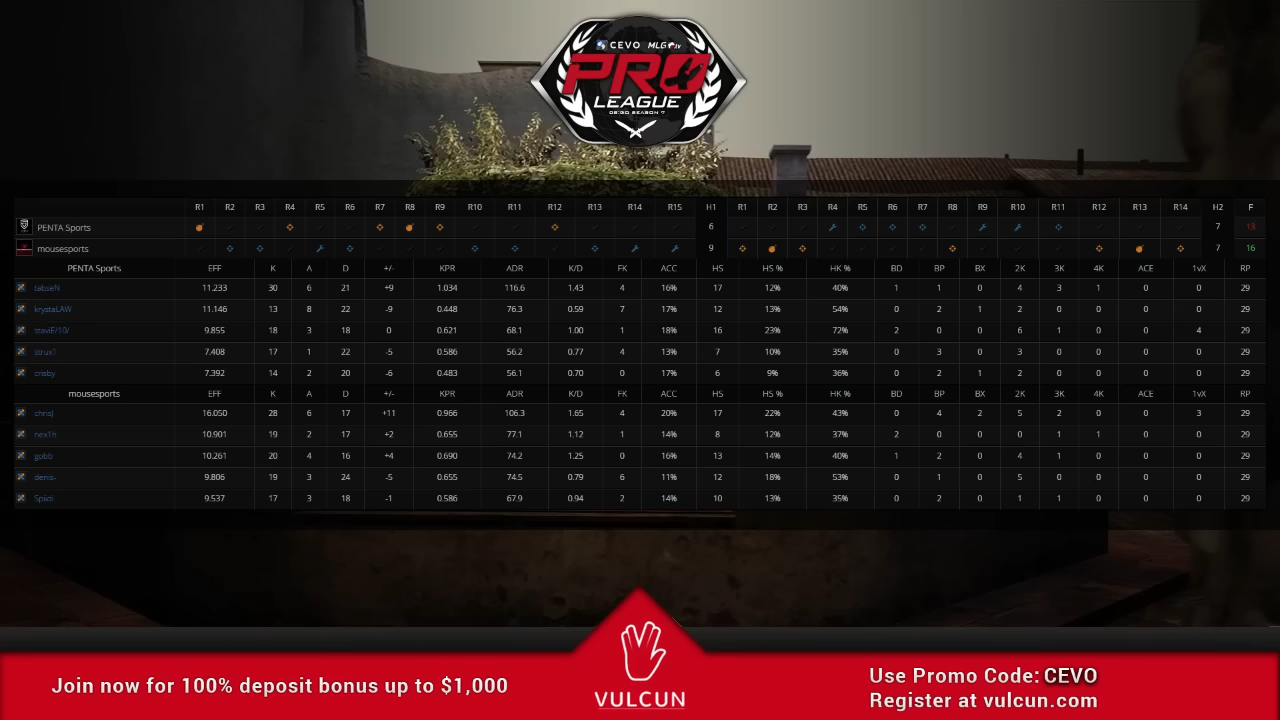 CEVO MLG.tv
PRO
LEAGUE
CS:GO SEASON 7
R1 R2 R3 R4 R5 R6 R7 R8 R9 R10 R11 R12 R13 R14 R15 H1 R1 R2 R3 R4 R5 R6 R7 R8 R9 R10 R11 R12 R13 R14 H2 F
PENTA Sports 6 7 13
mousesports 9 7 16
PENTA Sports EFF K A D +/- KPR ADR K/D FK ACC HS HS % HK % BD BP BX 2K 3K 4K ACE 1vX RP
tabseN 11.233 30 6 21 +9 1.034 116.6 1.43 4 16% 17 12% 40% 1 1 0 4 3 1 0 0 29
krystaLAW 11.146 13 8 22 -9 0.448 76.3 0.59 7 17% 12 13% 54% 0 2 1 2 0 0 0 0 29
staviE/10/ 9.855 18 3 18 0 0.621 68.1 1.00 1 18% 16 23% 72% 2 0 0 6 1 0 0 4 29
strux1 7.408 17 1 22 -5 0.586 56.2 0.77 4 13% 7 10% 35% 0 3 0 3 0 0 0 0 29
crisby 7.392 14 2 20 -6 0.483 56.1 0.70 0 17% 6 9% 36% 0 2 1 2 0 0 0 0 29
mousesports EFF K A D +/- KPR ADR K/D FK ACC HS HS % HK % BD BP BX 2K 3K 4K ACE 1vX RP
chrisJ 16.050 28 6 17 +11 0.966 106.3 1.65 4 20% 17 22% 43% 0 4 2 5 2 0 0 3 29
nex1h 10.901 19 2 17 +2 0.655 77.1 1.12 1 14% 8 12% 37% 2 0 0 0 1 1 0 0 29
gobb 10.261 20 4 16 +4 0.690 74.2 1.25 0 16% 13 14% 40% 1 2 0 4 1 0 0 0 29
denis- 9.806 19 3 24 -5 0.655 74.5 0.79 6 11% 12 18% 53% 0 1 0 5 0 0 0 0 29
Spiidi 9.537 17 3 18 -1 0.586 67.9 0.94 2 14% 10 13% 35% 0 2 0 1 1 0 0 0 29
Join now for 100% deposit bonus up to $1,000
VULCUN
Use Promo Code: CEVO
Register at vulcun.com